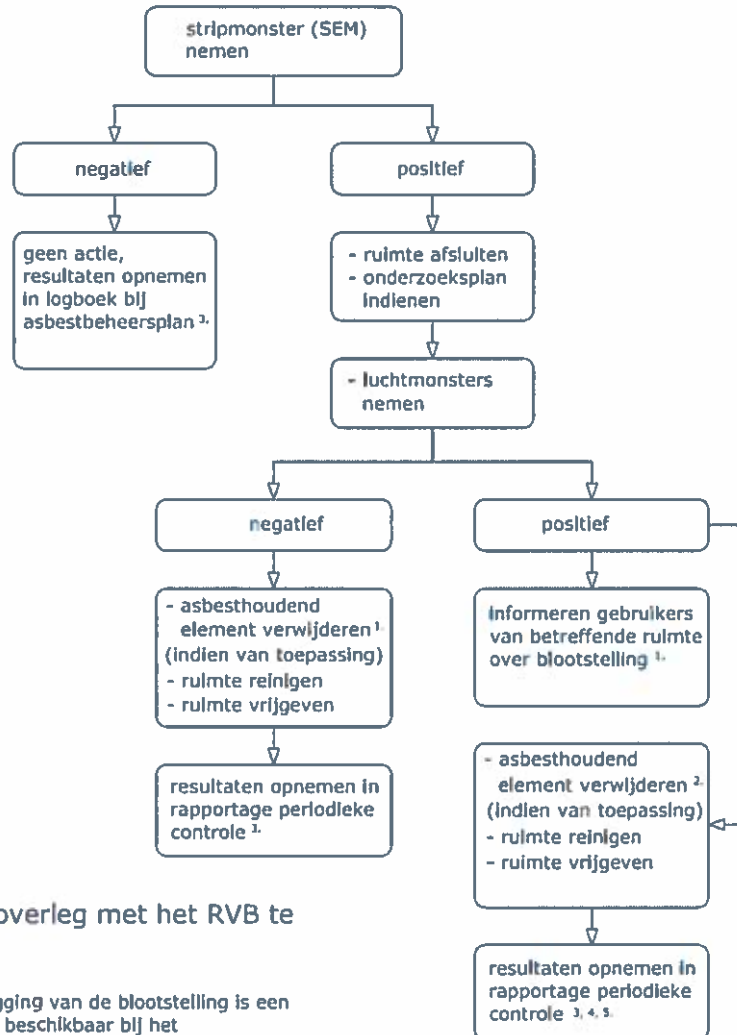 stripmonster (SEM)
nemen
negatief
positief
geen actie,
resultaten opnemen
in logboek bij
asbestbeheersplan 3.
- ruimte afsluiten
- onderzoeksplan
indienen
- luchtmonsters
nemen
negatief
positief
- asbesthoudend
element verwijderen 1.
(indien van toepassing)
- ruimte reinigen
- ruimte vrijgeven
resultaten opnemen in
rapportage periodieke
controle 3.
informeren gebruikers
van betreffende ruimte
over blootstelling 1.
- asbesthoudend
element verwijderen 2.
(indien van toepassing)
- ruimte reinigen
- ruimte vrijgeven
resultaten opnemen in
rapportage periodieke
controle 3, 4, 5.
overleg met het RVB te
gging van de blootstelling is een
beschikbaar bij het